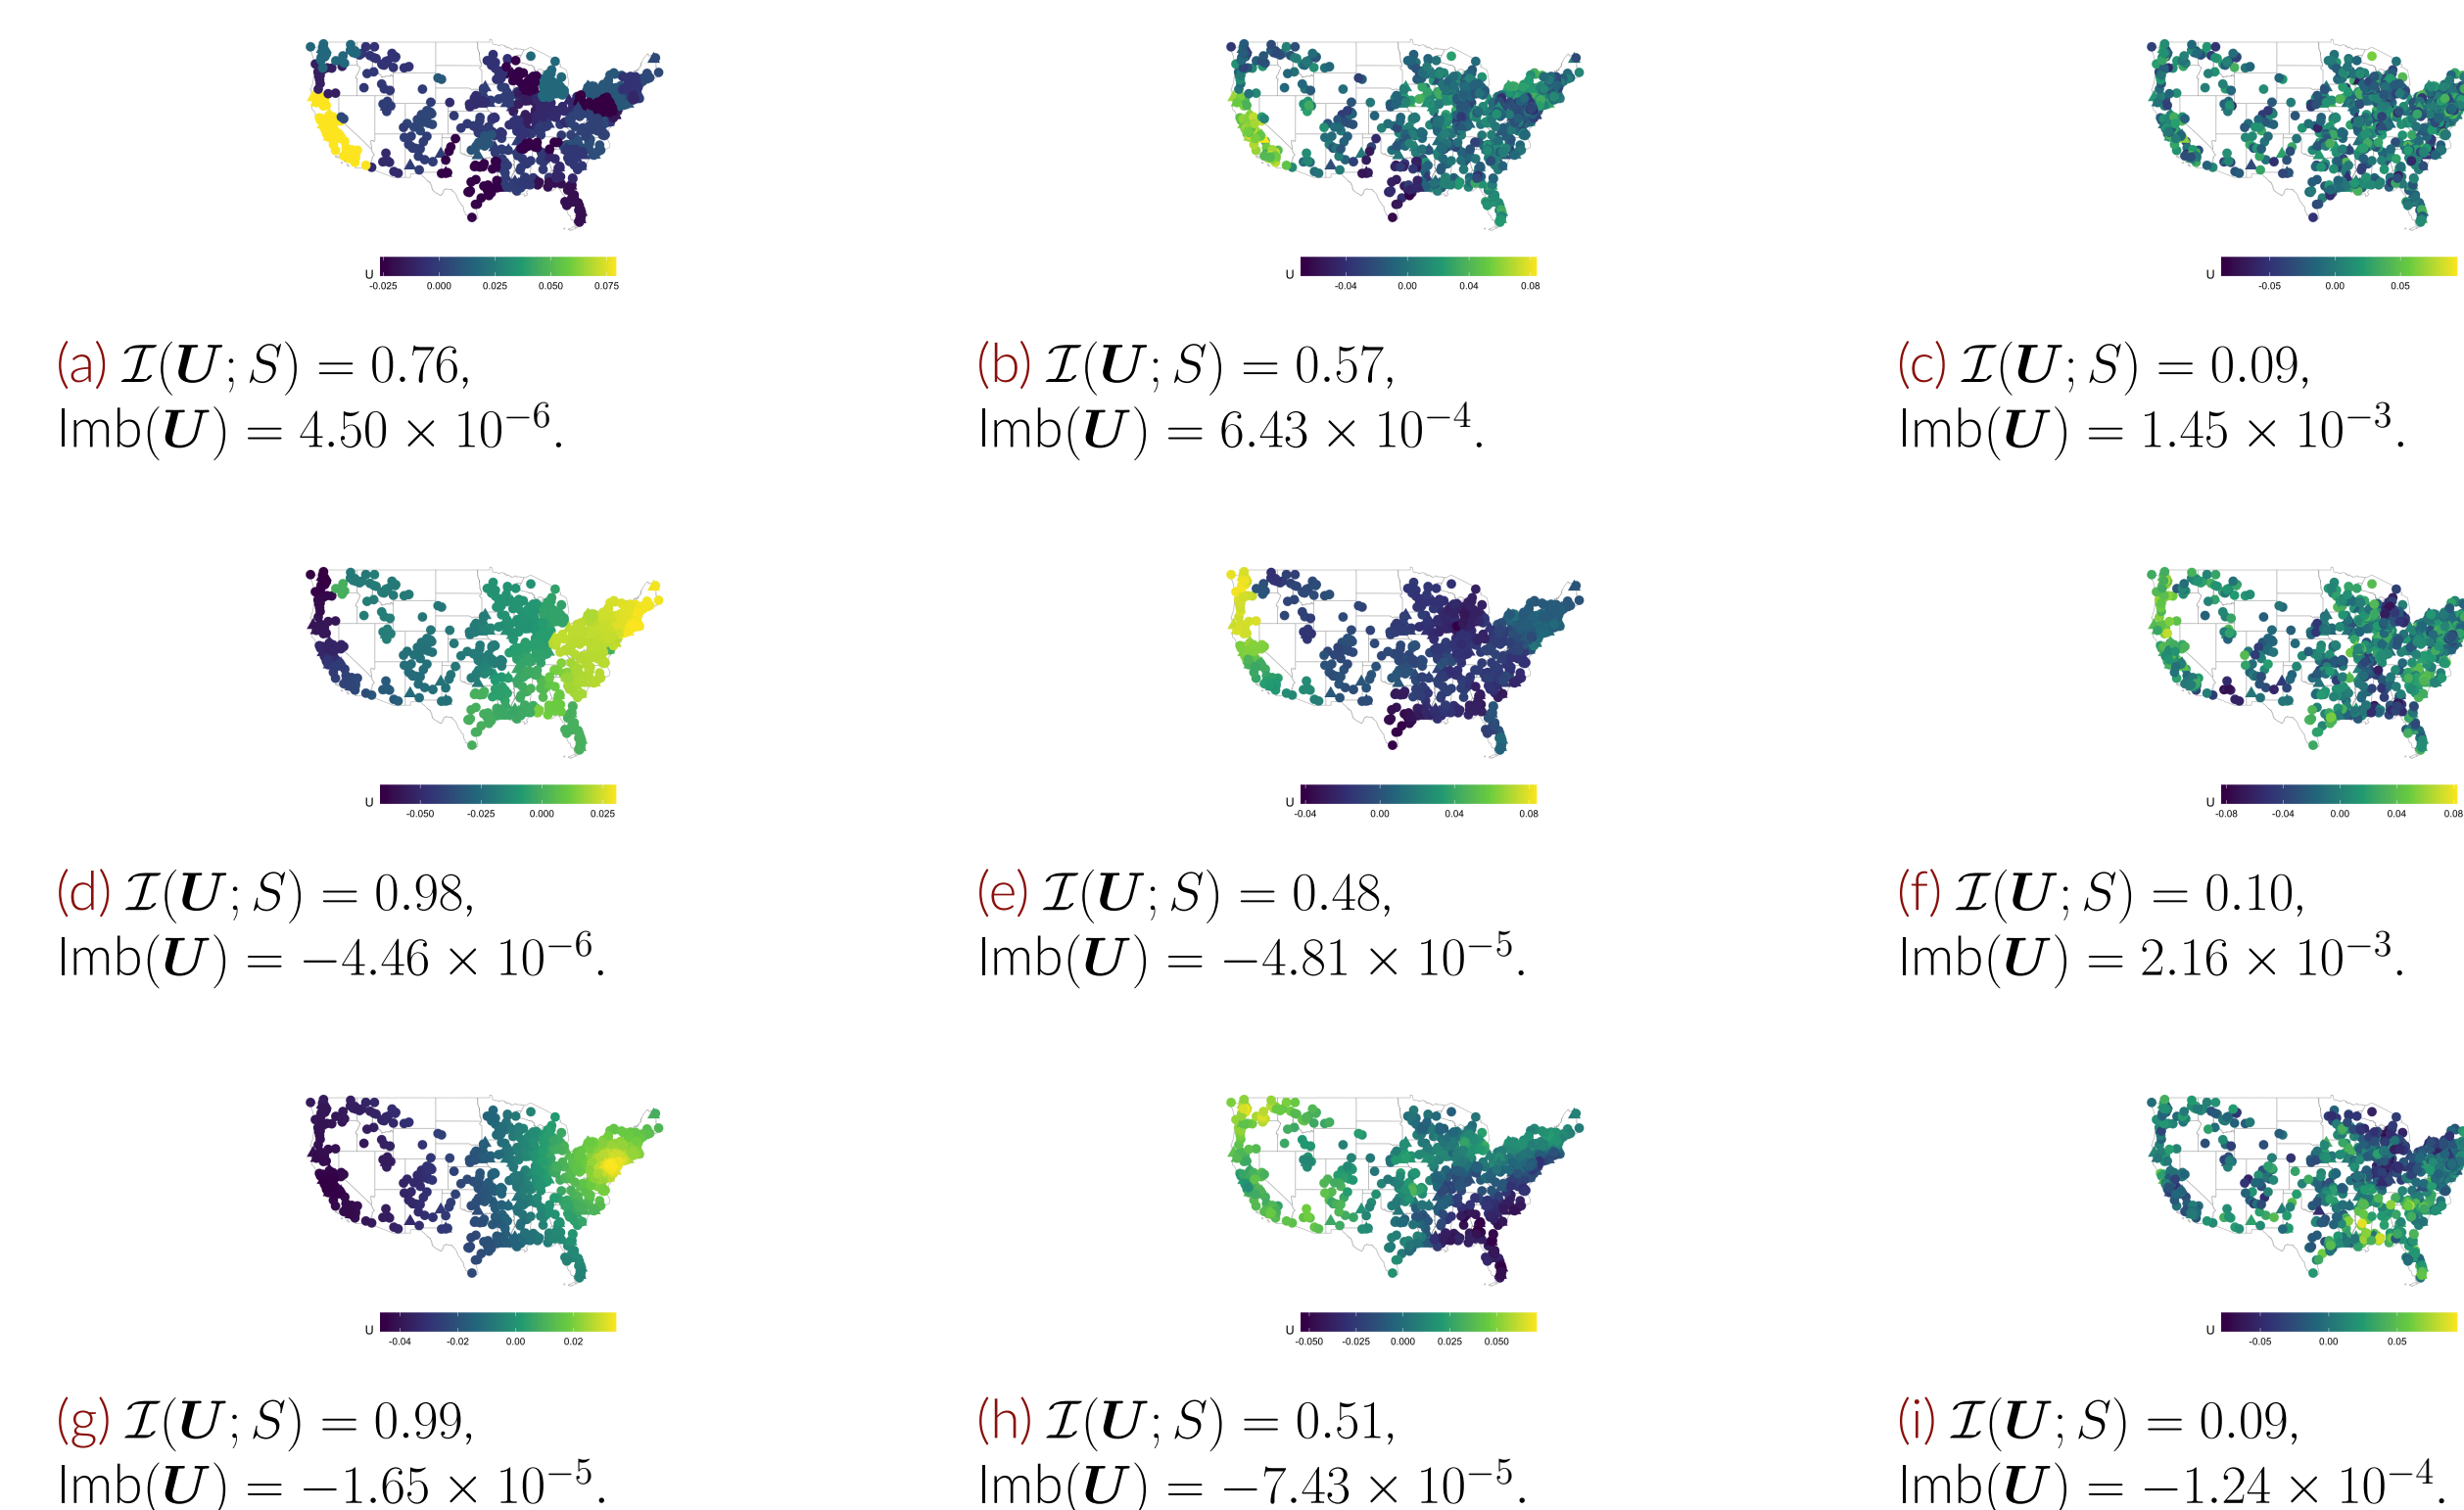 U
-0.025 0.000 0.025 0.050 0.075
U
-0.04 0.00 0.04 0.08
U
-0.05 0.00 0.05
(a) 𝓘(𝑼; 𝑆) = 0.76,
Imb(𝑼) = 4.50 × 10⁻⁶.
(b) 𝓘(𝑼; 𝑆) = 0.57,
Imb(𝑼) = 6.43 × 10⁻⁴.
(c) 𝓘(𝑼; 𝑆) = 0.09,
Imb(𝑼) = 1.45 × 10⁻³.
U
-0.050 -0.025 0.000 0.025
U
-0.04 0.00 0.04 0.08
U
-0.08 -0.04 0.00 0.04 0.08
(d) 𝓘(𝑼; 𝑆) = 0.98,
Imb(𝑼) = −4.46 × 10⁻⁶.
(e) 𝓘(𝑼; 𝑆) = 0.48,
Imb(𝑼) = −4.81 × 10⁻⁵.
(f) 𝓘(𝑼; 𝑆) = 0.10,
Imb(𝑼) = 2.16 × 10⁻³.
U
-0.04 -0.02 0.00 0.02
U
-0.050 -0.025 0.000 0.025 0.050
U
-0.05 0.00 0.05
(g) 𝓘(𝑼; 𝑆) = 0.99,
Imb(𝑼) = −1.65 × 10⁻⁵.
(h) 𝓘(𝑼; 𝑆) = 0.51,
Imb(𝑼) = −7.43 × 10⁻⁵.
(i) 𝓘(𝑼; 𝑆) = 0.09,
Imb(𝑼) = −1.24 × 10⁻⁴.